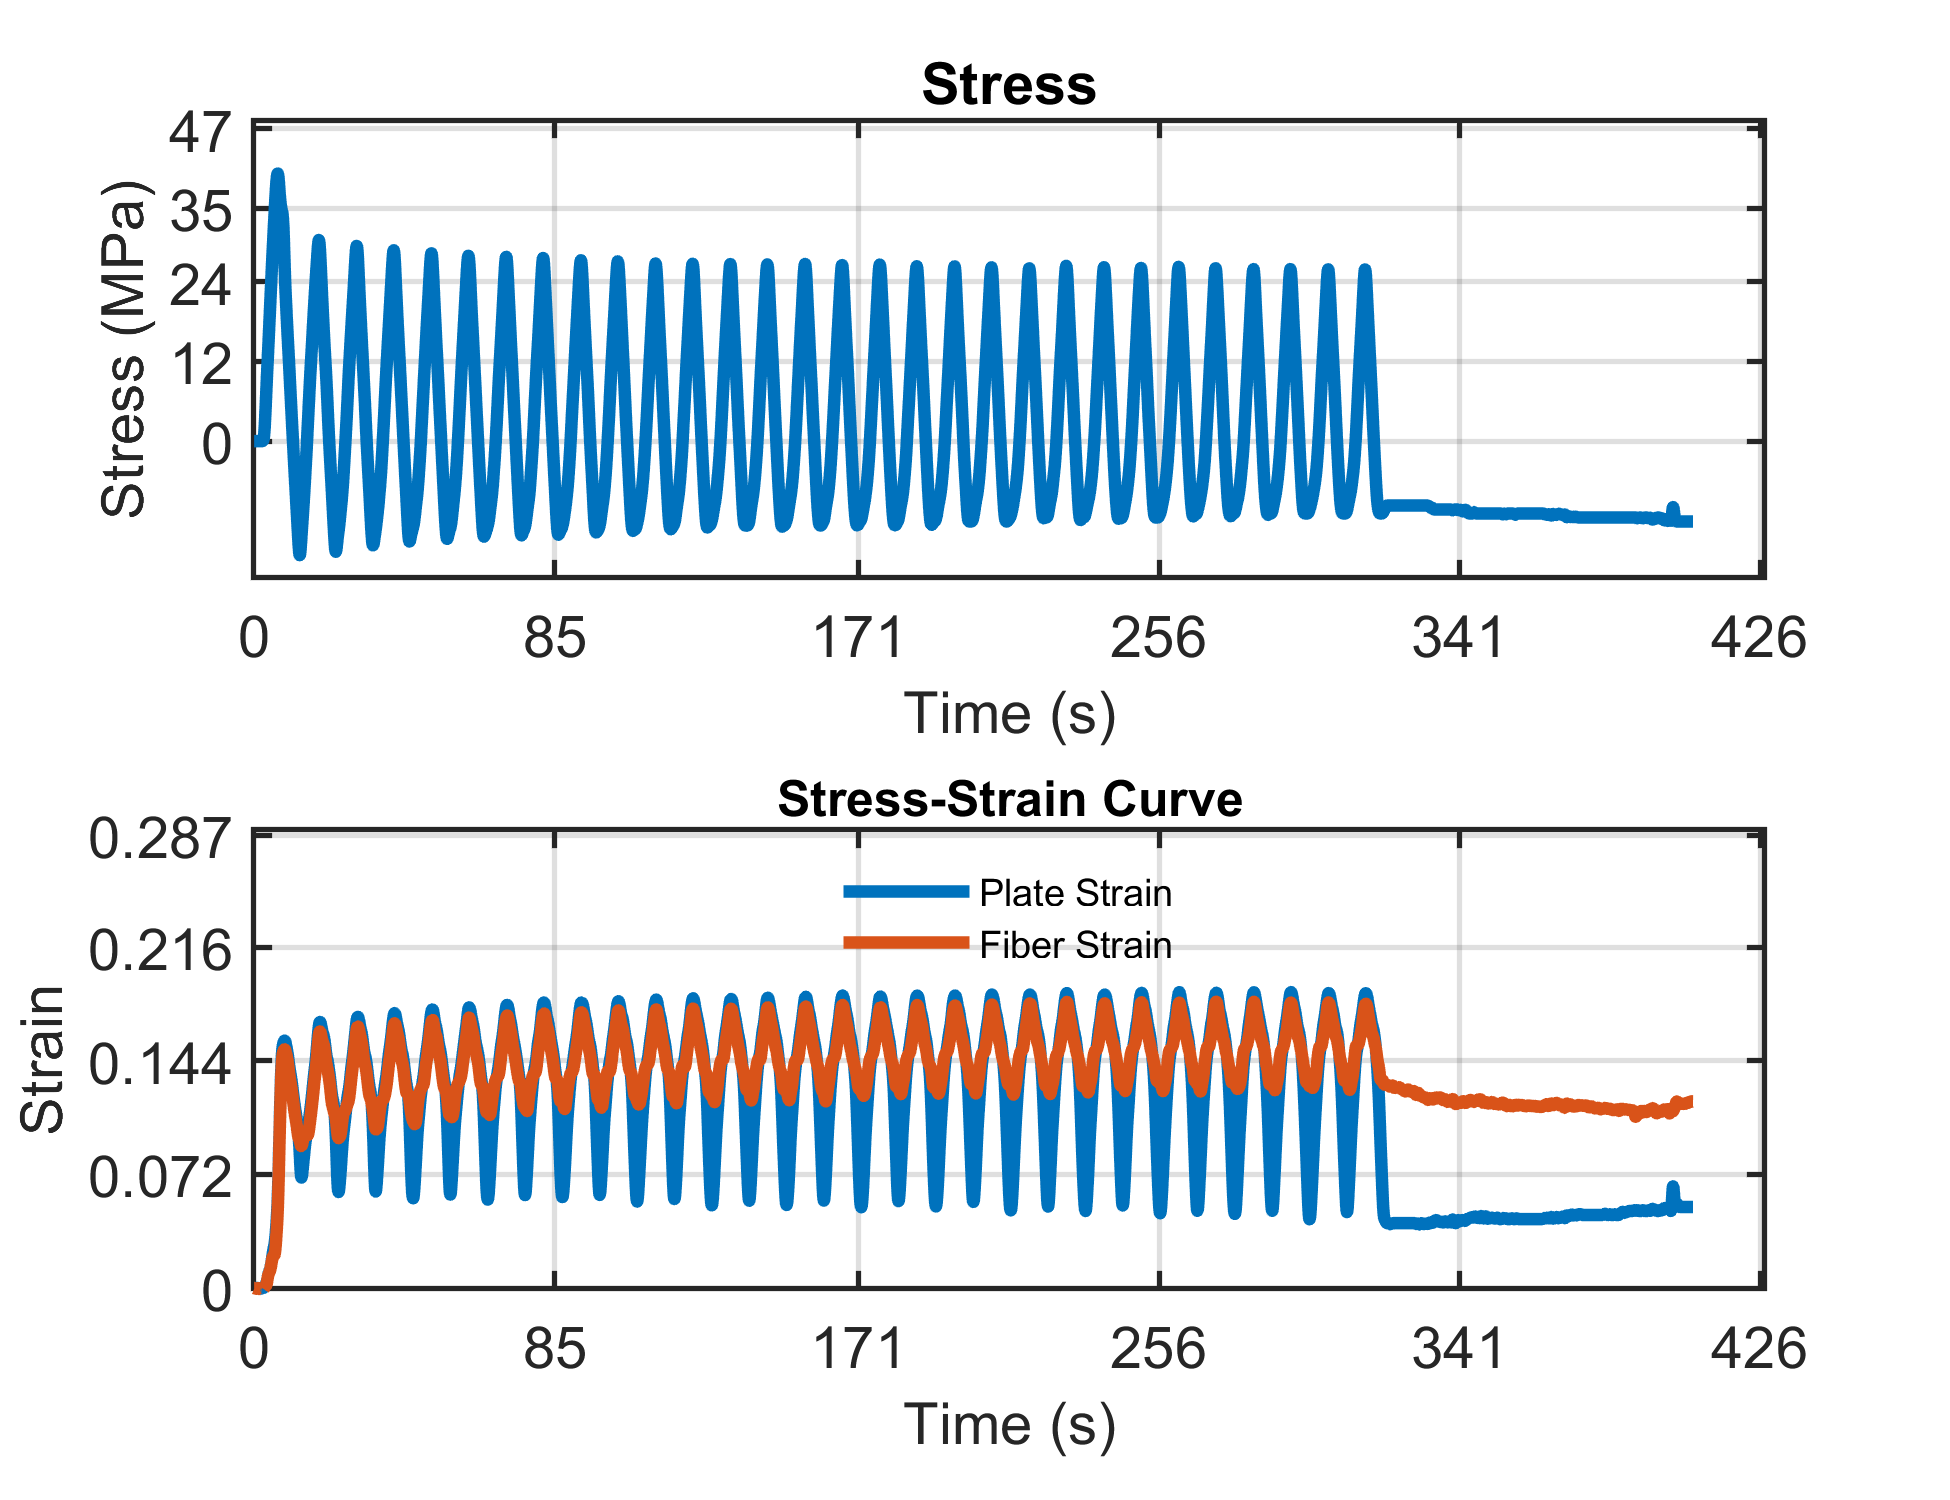 Stress
Stress (MPa)
47
35
24
12
0
0 85 171 256 341 426
Time (s)
Stress-Strain Curve
Strain
0.287
0.216
0.144
0.072
0
Plate Strain
Fiber Strain
0 85 171 256 341 426
Time (s)